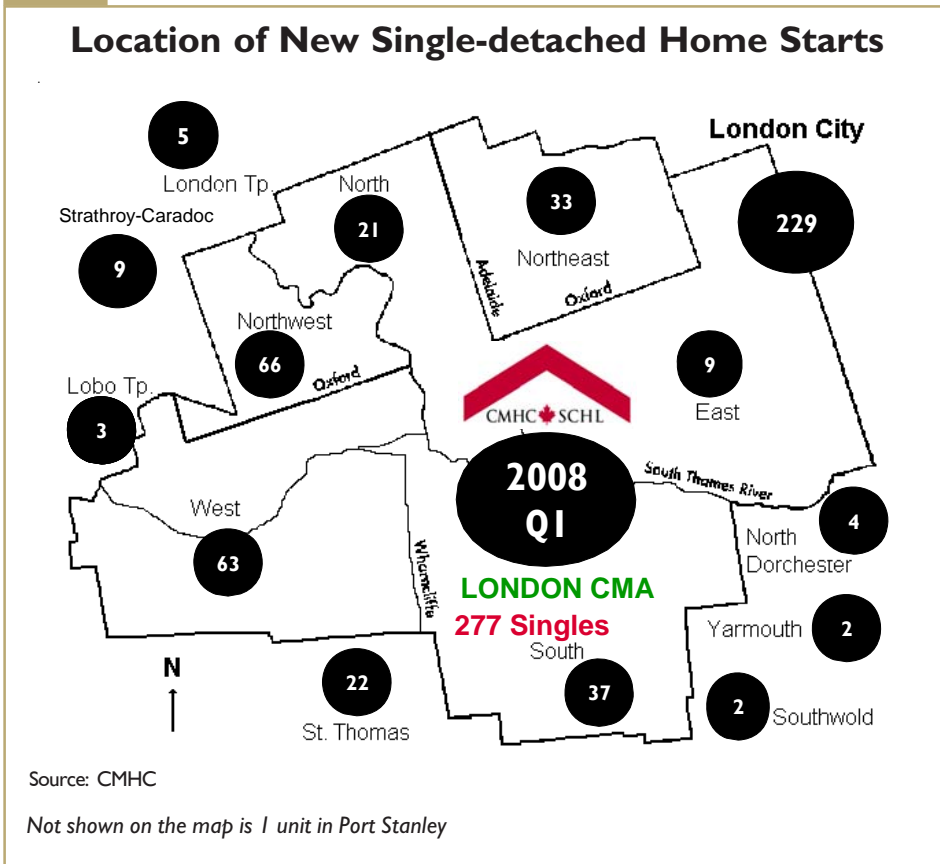 Location of New Single-detached Home Starts
London City
5
London Tp.
North
21
33
Northeast
229
Strathroy-Caradoc
9
Adelaide
Oxford
Northwest
66
Oxford
CMHC SCHL
9
East
Lobo Tp.
3
2008
Q1
South Thames River
West
63
Wharncliffe
4
North
Dorchester
LONDON CMA
277 Singles
South
37
Yarmouth
2
N
22
St. Thomas
2
Southwold
Source: CMHC
Not shown on the map is 1 unit in Port Stanley